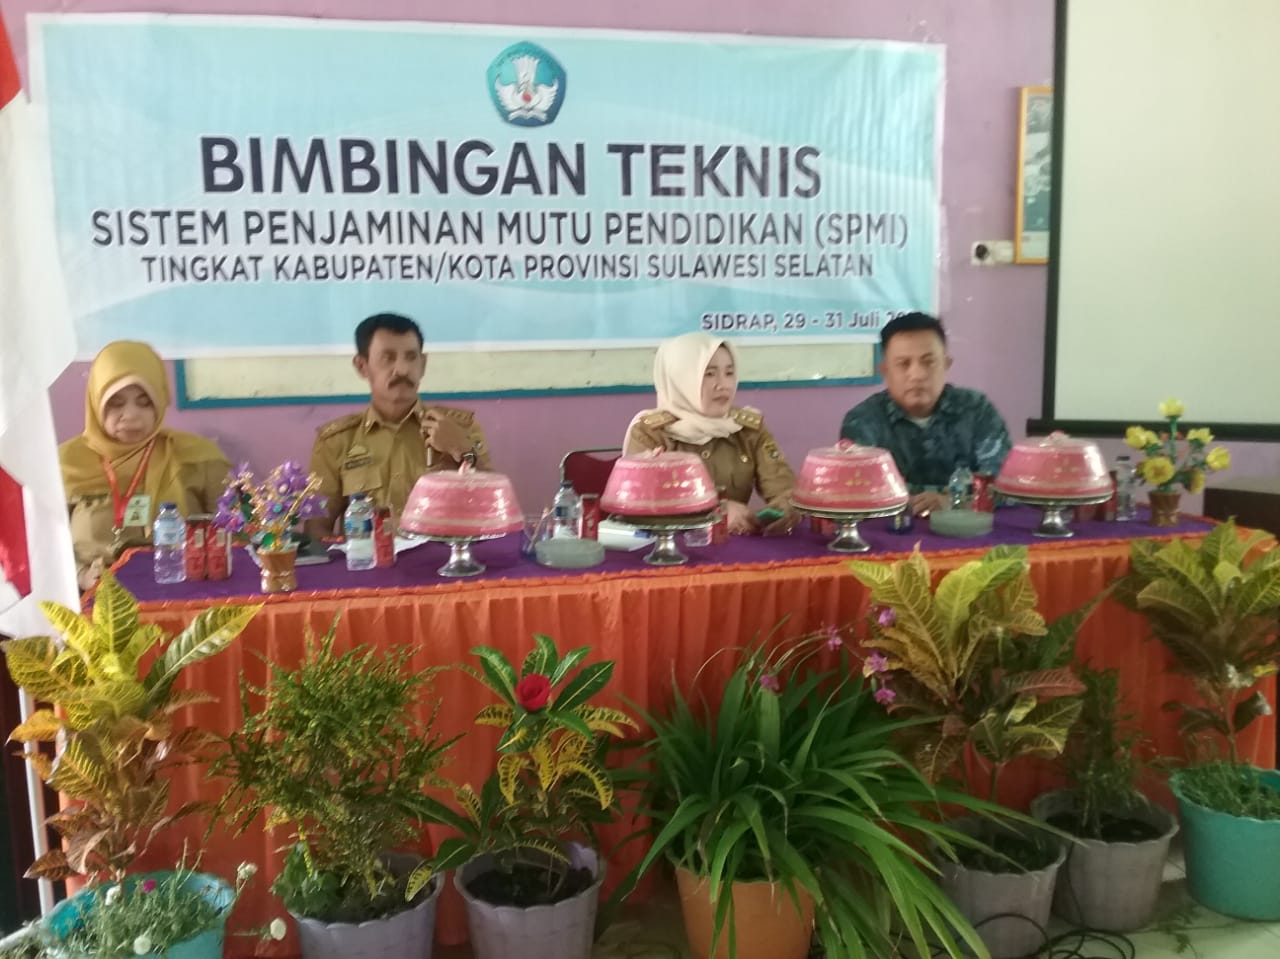 BIMBINGAN TEKNIS
SISTEM PENJAMINAN MUTU PENDIDIKAN (SPMI)
TINGKAT KABUPATEN/KOTA PROVINSI SULAWESI SELATAN
SIDRAP, 29 - 31 Juli